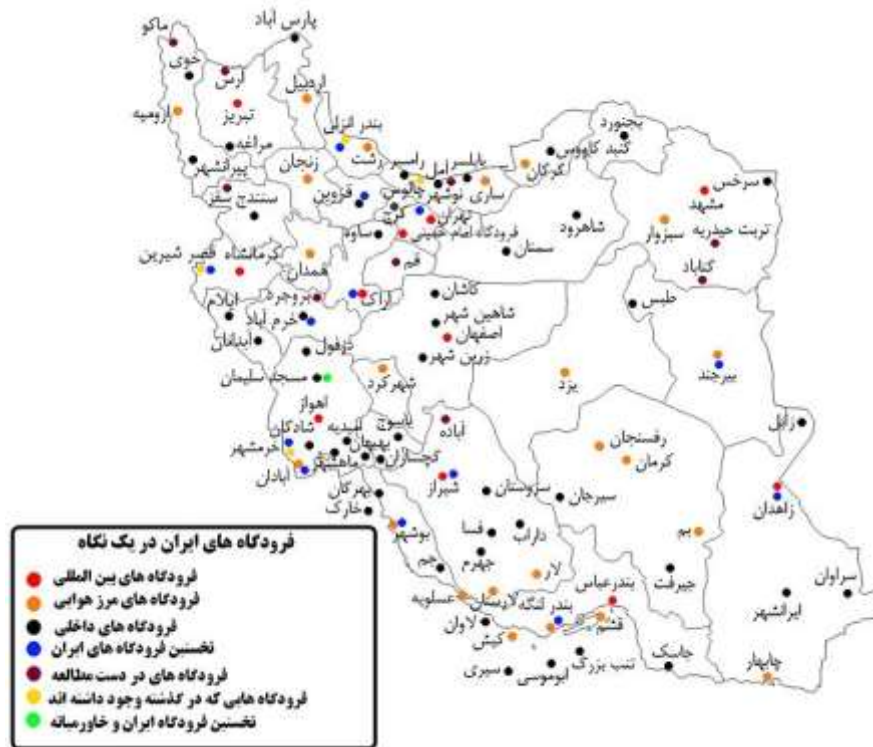 پارس آباد
ماکو
خوی
ارس
اردبیل
تبریز
ارومیه
بندر انزلی
مراغه
رشت
رامسر
بابلسر
آمل
نوشهر
ساری
گرگان
گنبد کاووس
بجنورد
پیرانشهر
زنجان
قزوین
چالوس
کرج
تهران
سرخس
مشهد
سنندج
سقز
ساوه
فرودگاه امام خمینی
شاهرود
سبزوار
تربت حیدریه
سمنان
قصر شیرین
کرمانشاه
همدان
قم
گناباد
ایلام
بروجرد
اراک
کاشان
طبس
خرم آباد
شاهین شهر
آبدانان
اصفهان
دزفول
زرین شهر
بیرجند
مسجد سلیمان
شهرکرد
یزد
اهواز
زابل
شادگان
امیدیه
یاسوج
آباده
رفسنجان
خرمشهر
بهبهان
کرمان
ماهشهر
گچساران
آبادان
شیراز
سروستان
سیرجان
زاهدان
بهرگان
خارک
بوشهر
فسا
داراب
بم
جم
جهرم
لار
جیرفت
سراوان
بندرعباس
ایرانشهر
عسلویه
لارستان
بندر لنگه
قشم
لاوان
کیش
جاسک
تنب بزرگ
سیری
ابوموسی
چابهار
فرودگاه های ایران در یک نگاه
فرودگاه های بین المللی
فرودگاه های مرز هوایی
فرودگاه های داخلی
نخستین فرودگاه های ایران
فرودگاه های در دست مطالعه
فرودگاه هایی که در گذشته وجود داشته اند
نخستین فرودگاه ایران و خاورمیانه